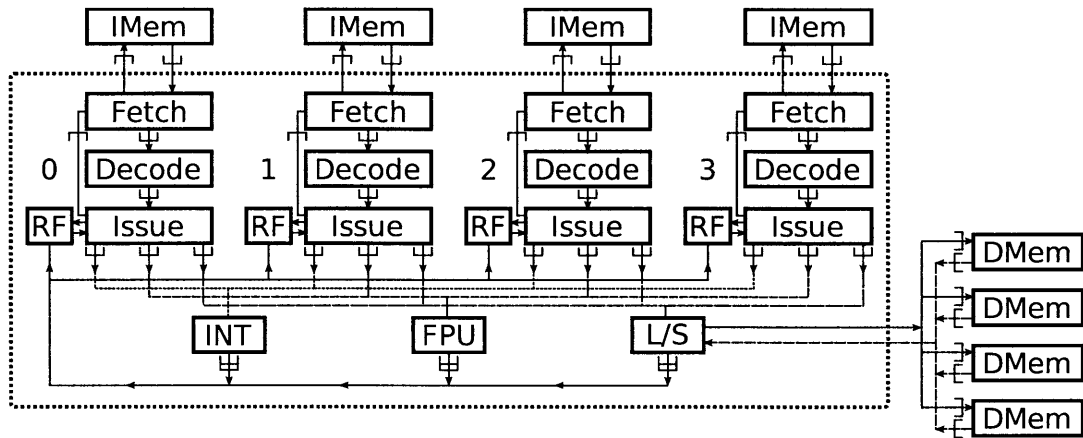 IMem IMem IMem IMem
Fetch Fetch Fetch Fetch
0 Decode 1 Decode 2 Decode 3 Decode
RF Issue RF Issue RF Issue RF Issue
DMem
DMem
INT FPU L/S
DMem
DMem